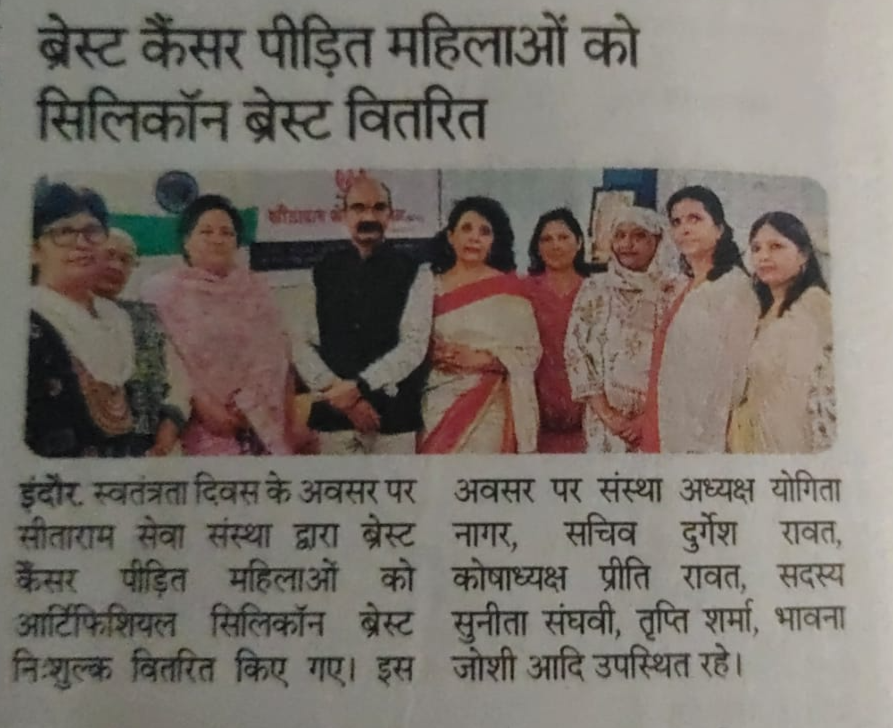 ब्रेस्ट कैंसर पीड़ित महिलाओं को
सिलिकॉन ब्रेस्ट वितरित
सीताराम
इंदौर. स्वतंत्रता दिवस के अवसर पर
सीताराम सेवा संस्था द्वारा ब्रेस्ट
कैंसर पीड़ित महिलाओं को
आर्टिफिशियल सिलिकॉन ब्रेस्ट
निःशुल्क वितरित किए गए। इस
अवसर पर संस्था अध्यक्ष योगिता
नागर, सचिव दुर्गेश रावत,
कोषाध्यक्ष प्रीति रावत, सदस्य
सुनीता संघवी, तृप्ति शर्मा, भावना
जोशी आदि उपस्थित रहे।